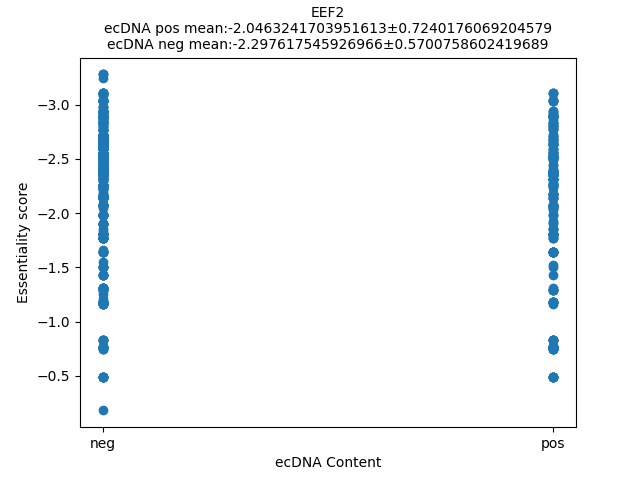 EEF2
ecDNA pos mean:-2.0463241703951613±0.7240176069204579
ecDNA neg mean:-2.297617545926966±0.5700758602419689
−3.0
−2.5
−2.0
−1.5
−1.0
−0.5
Essentiality score
neg
pos
ecDNA Content